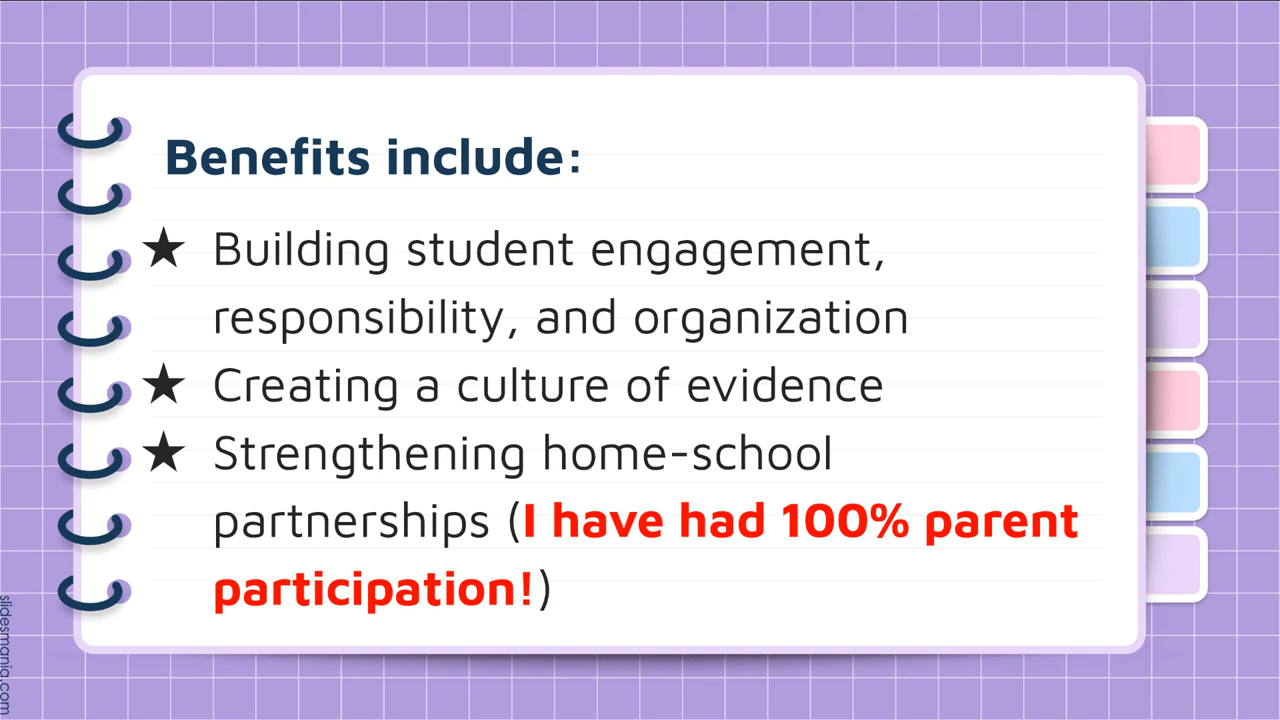 Benefits include:
★ Building student engagement,
responsibility, and organization
★ Creating a culture of evidence
★ Strengthening home-school
partnerships (I have had 100% parent
participation!)
slidesmania.com